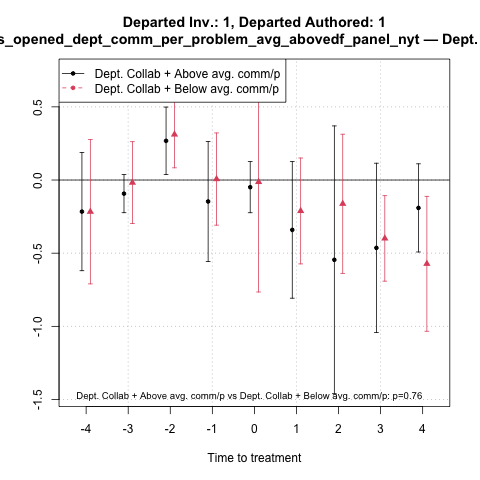 Departed Inv.: 1, Departed Authored: 1
s_opened_dept_comm_per_problem_avg_abovedf_panel_nyt — Dept.
Dept. Collab + Above avg. comm/p
Dept. Collab + Below avg. comm/p
0.5
0.0
-0.5
-1.0
-1.5
Dept. Collab + Above avg. comm/p vs Dept. Collab + Below avg. comm/p: p=0.76
-4 -3 -2 -1 0 1 2 3 4
Time to treatment